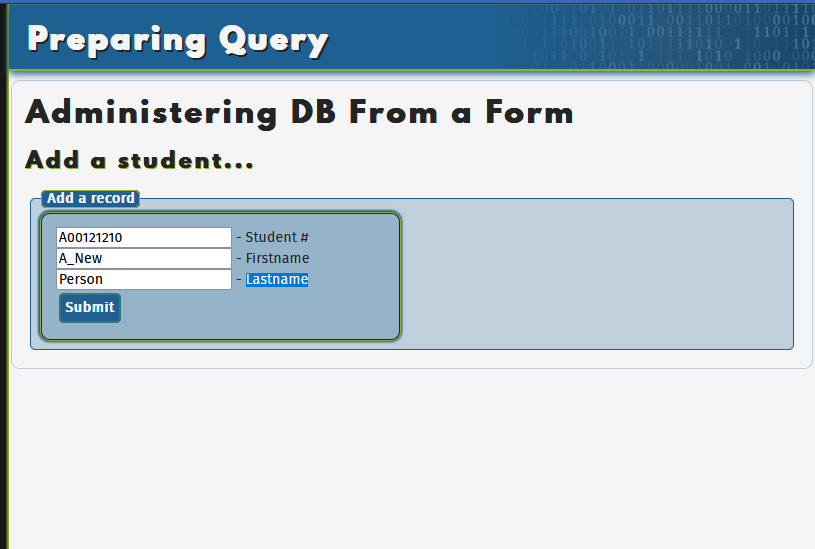 Preparing Query
Administering DB From a Form
Add a student...
Add a record
A00121210 - Student #
A_New - Firstname
Person - Lastname
Submit